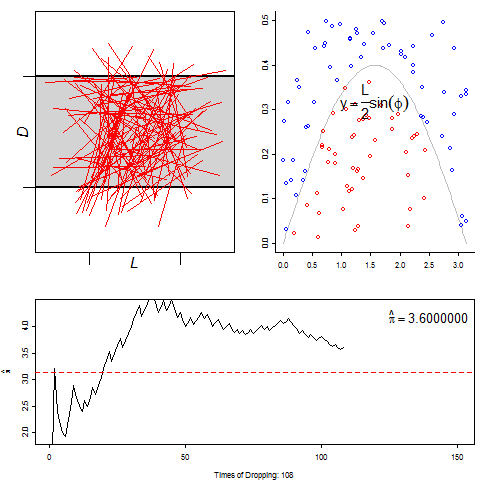 D
L
0.0 0.1 0.2 0.3 0.4 0.5
y = L/2 sin(ϕ)
0.0 0.5 1.0 1.5 2.0 2.5 3.0
π̂ = 3.6000000
π̂
2.0 2.5 3.0 3.5 4.0
0 50 100 150
Times of Dropping: 108